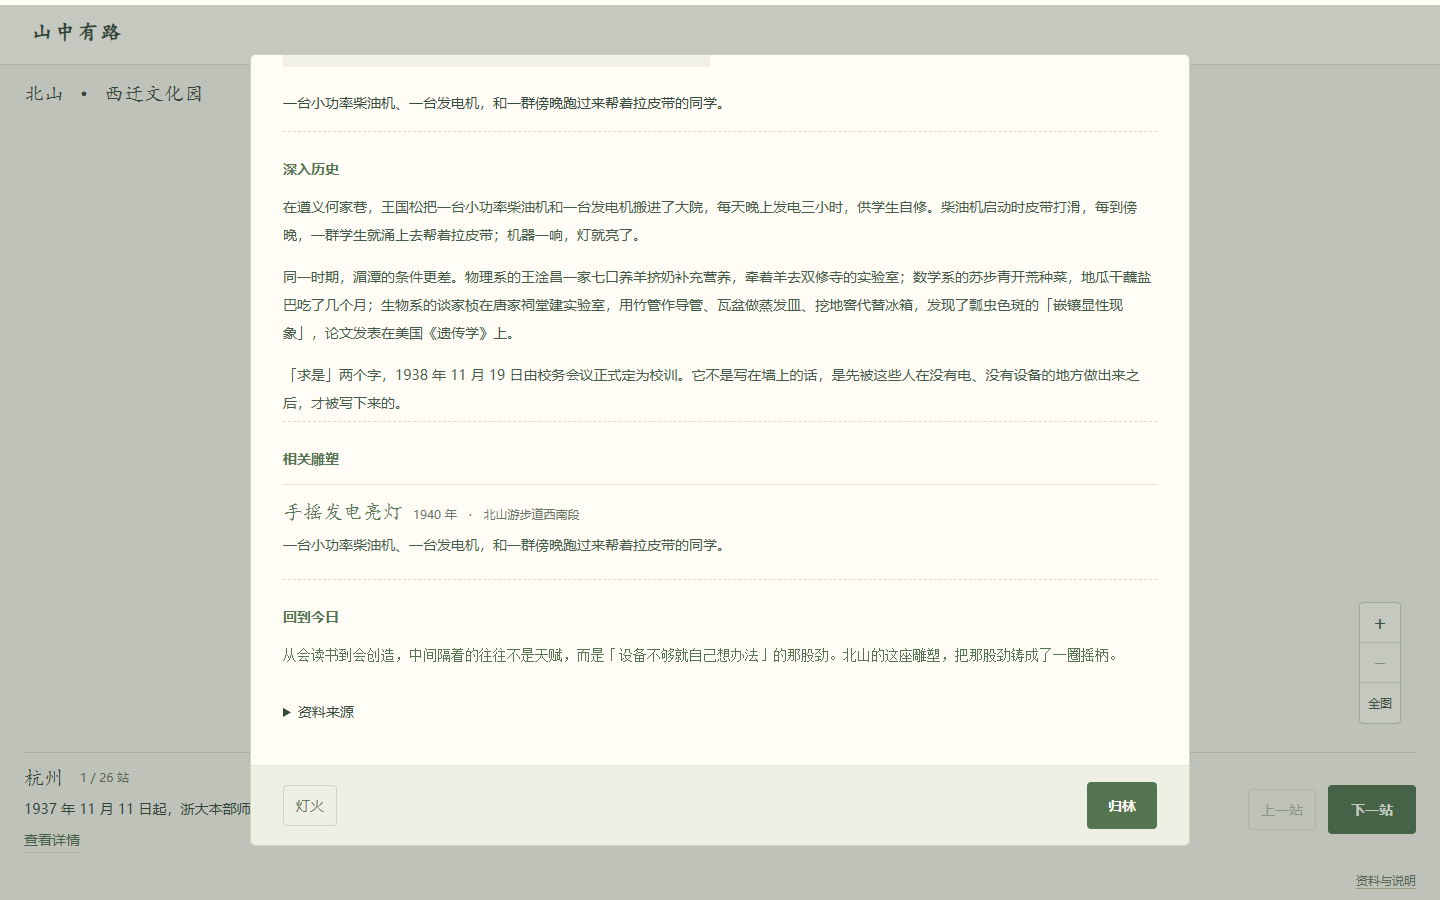 山中有路
北山 • 西迁文化园
一台小功率柴油机、一台发电机，和一群傍晚跑过来帮着拉皮带的同学。
深入历史
在遵义何家巷，王国松把一台小功率柴油机和一台发电机搬进了大院，每天晚上发电三小时，供学生自修。柴油机启动时皮带打滑，每到傍
晚，一群学生就涌上去帮着拉皮带；机器一响，灯就亮了。
同一时期，湄潭的条件更差。物理系的王淦昌一家七口养羊挤奶补充营养，牵着羊去双修寺的实验室；数学系的苏步青开荒种菜，地瓜干蘸盐
巴吃了几个月；生物系的谈家桢在唐家祠堂建实验室，用竹管作导管、瓦盆做蒸发皿、挖地窖代替冰箱，发现了瓢虫色斑的「嵌镶显性现
象」，论文发表在美国《遗传学》上。
「求是」两个字，1938 年 11 月 19 日由校务会议正式定为校训。它不是写在墙上的话，是先被这些人在没有电、没有设备的地方做出来之
后，才被写下来的。
相关雕塑
手摇发电亮灯 1940 年 · 北山游步道西南段
一台小功率柴油机、一台发电机，和一群傍晚跑过来帮着拉皮带的同学。
回到今日
从会读书到会创造，中间隔着的往往不是天赋，而是「设备不够就自己想办法」的那股劲。北山的这座雕塑，把那股劲铸成了一圈摇柄。
▶ 资料来源
灯火
归林
+
−
全图
杭州 1 / 26 站
1937 年 11 月 11 日起，浙大本部师
查看详情
上一站
下一站
资料与说明